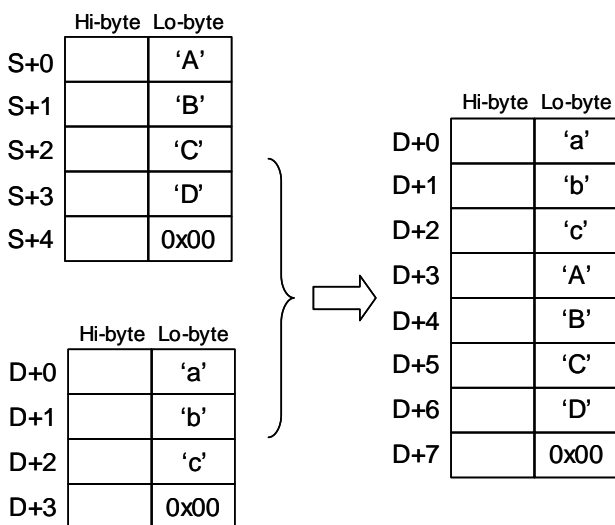 Hi-byte Lo-byte
S+0 ‘A’
S+1 ‘B’
S+2 ‘C’
S+3 ‘D’
S+4 0x00
Hi-byte Lo-byte
D+0 ‘a’
D+1 ‘b’
D+2 ‘c’
D+3 0x00
Hi-byte Lo-byte
D+0 ‘a’
D+1 ‘b’
D+2 ‘c’
D+3 ‘A’
D+4 ‘B’
D+5 ‘C’
D+6 ‘D’
D+7 0x00